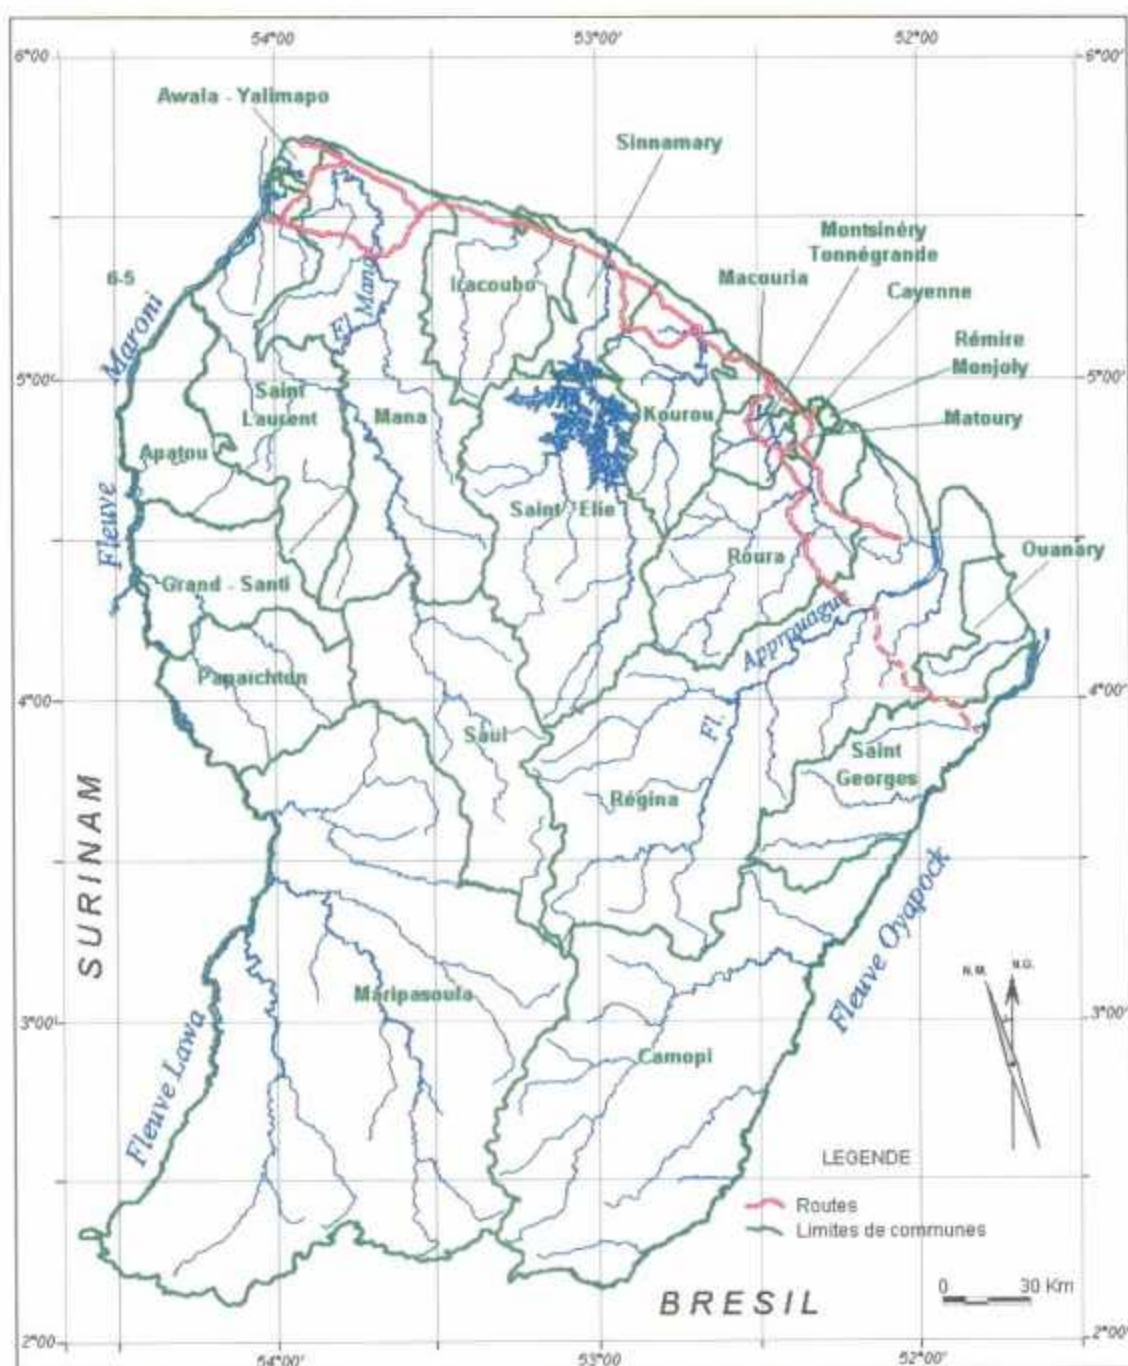 54°00'
53°00'
52°00'
6°00
6°00'
Awala - Yalimapo
Sinnamary
Montsinéry
Tonnégrande
Macouria
Cayenne
6-5
Iracoubo
Fl. Mana
Maroni
Rémire
Monjoly
5°00'
5°00'
Saint
Laurent
Mana
Kourou
Matoury
Apatou
Saint Elie
Fleuve
Roura
Ouanary
Grand - Santi
Approuague
Papaichton
4°00'
4°00'
Saül
Fl.
Saint
Georges
Régina
SURINAM
Fleuve Oyapock
N.M.
N.G.
Maripasoula
3°00'
3°00'
Camopi
Fleuve Lawa
LEGENDE
Routes
Limites de communes
0
30 Km
BRESIL
2°00'
2°00'
54°00'
53°00'
52°00'